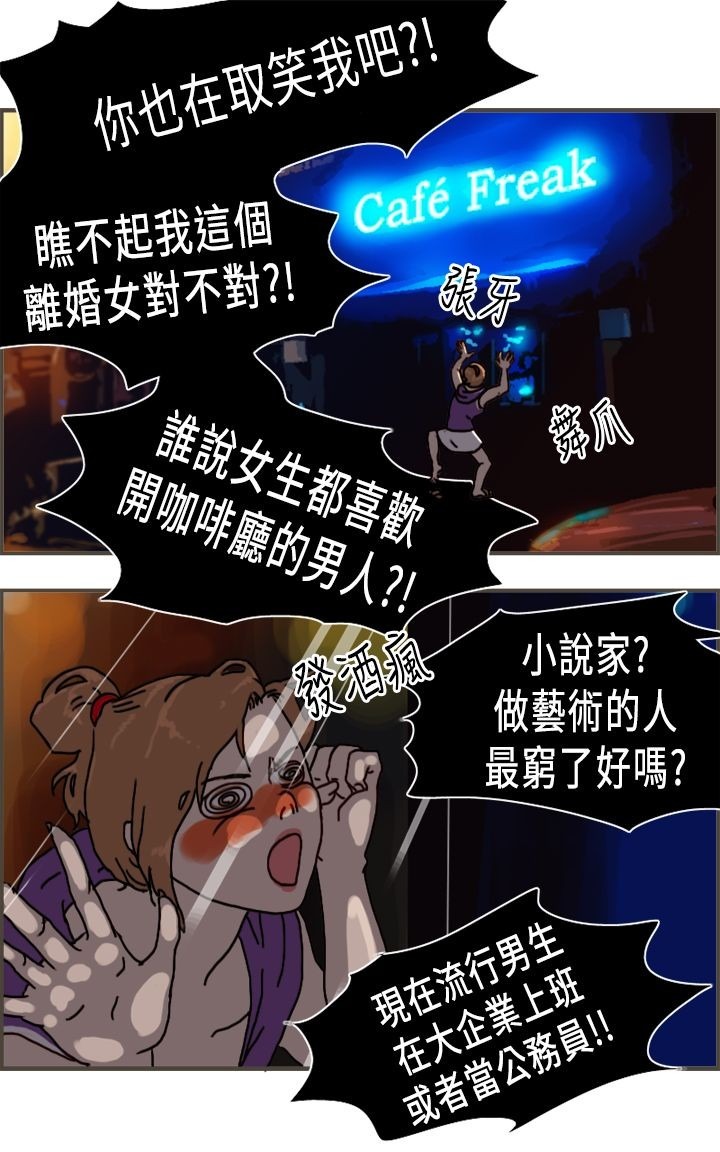 你也在取笑我吧?!
瞧不起我這個
離婚女對不對?!
Café Freak
張牙
舞爪
誰說女生都喜歡
開咖啡廳的男人?!
發酒瘋
小說家?
做藝術的人
最窮了好嗎?
現在流行男生
在大企業上班
或者當公務員!!